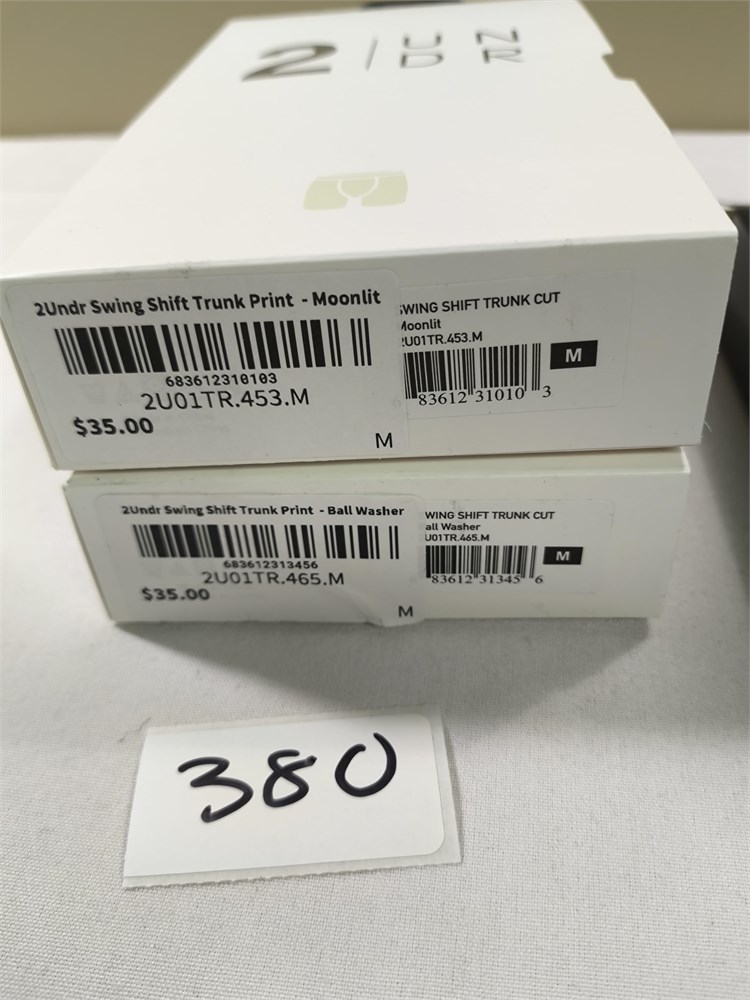 2 | UN
DR
2Undr Swing Shift Trunk Print - Moonlit
683612310103
2U01TR.453.M
$35.00
M
SWING SHIFT TRUNK CUT
Moonlit
2U01TR.453.M
M
83612 31010 3
2Undr Swing Shift Trunk Print - Ball Washer
683612313456
2U01TR.465.M
$35.00
M
WING SHIFT TRUNK CUT
all Washer
U01TR.465.M
M
83612 31345 6
380